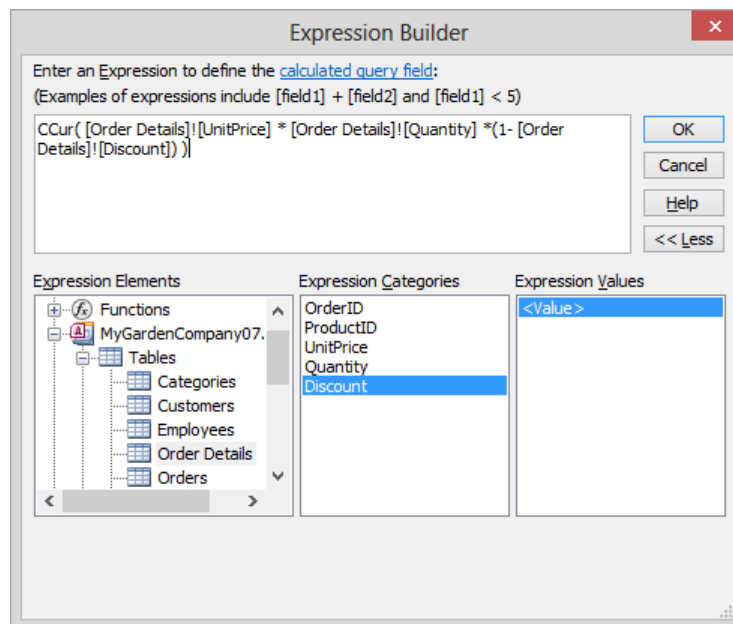 Expression Builder
Enter an Expression to define the calculated query field:
(Examples of expressions include [field1] + [field2] and [field1] < 5)
CCur( [Order Details]![UnitPrice] * [Order Details]![Quantity] *(1- [Order
Details]![Discount]) )
OK
Cancel
Help
<< Less
Expression Elements
Functions
MyGardenCompany07.
Tables
Categories
Customers
Employees
Order Details
Orders
Expression Categories
OrderID
ProductID
UnitPrice
Quantity
Discount
Expression Values
<Value>